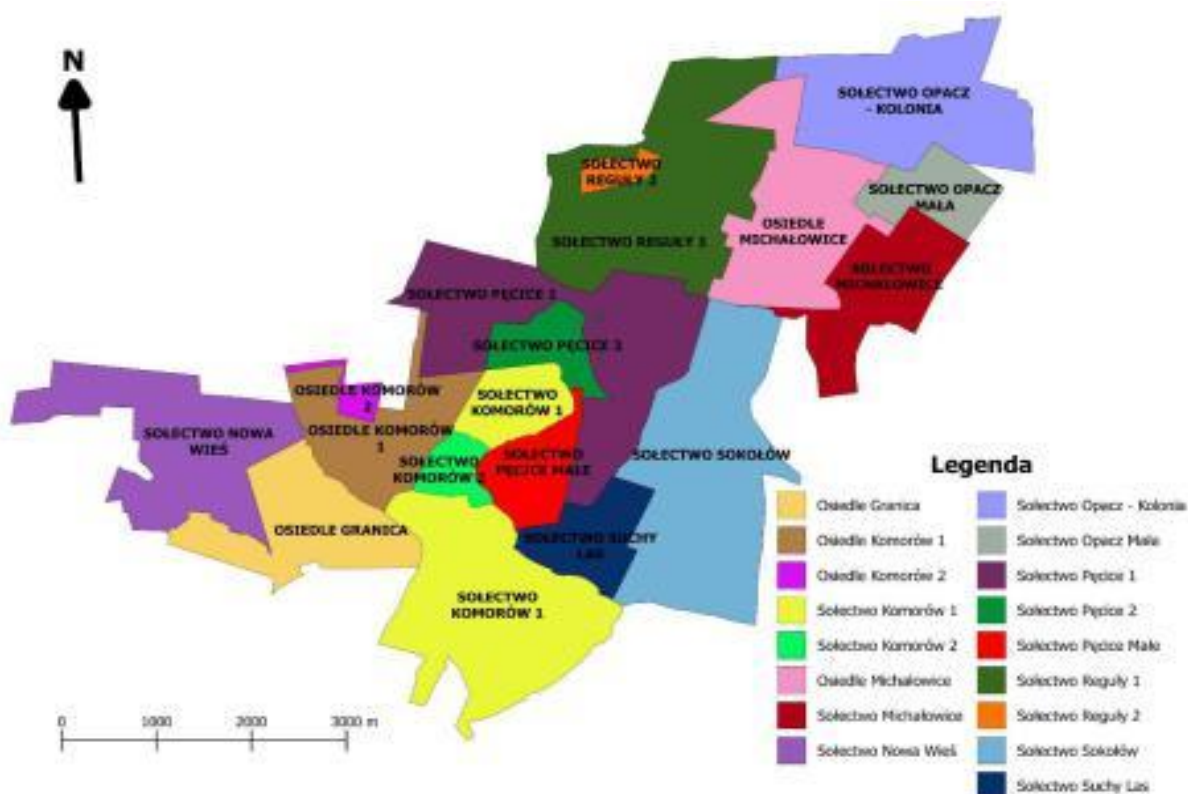 N
SOŁECTWO OPACZ
- KOLONIA
SOŁECTWO
REGUŁY 2
SOŁECTWO OPACZ
MAŁA
OSIEDLE
MICHAŁOWICE
SOŁECTWO REGUŁY 1
SOŁECTWO
MICHAŁOWICE
SOŁECTWO PĘCICE 1
SOŁECTWO PĘCICE 2
OSIEDLE KOMORÓW
2
SOŁECTWO
KOMORÓW 1
SOŁECTWO NOWA
WIEŚ
OSIEDLE KOMORÓW
1
SOŁECTWO
KOMORÓW 2
SOŁECTWO
PĘCICE MAŁE
SOŁECTWO SOKOŁÓW
OSIEDLE GRANICA
SOŁECTWO SUCHY
LAS
SOŁECTWO
KOMORÓW 1
0 1000 2000 3000 m
Legenda
Osiedle Granica
Osiedle Komorów 1
Osiedle Komorów 2
Sołectwo Komorów 1
Sołectwo Komorów 2
Osiedle Michałowice
Sołectwo Michałowice
Sołectwo Nowa Wieś
Sołectwo Opacz - Kolonia
Sołectwo Opacz Mała
Sołectwo Pęcice 1
Sołectwo Pęcice 2
Sołectwo Pęcice Małe
Sołectwo Reguły 1
Sołectwo Reguły 2
Sołectwo Sokołów
Sołectwo Suchy Las